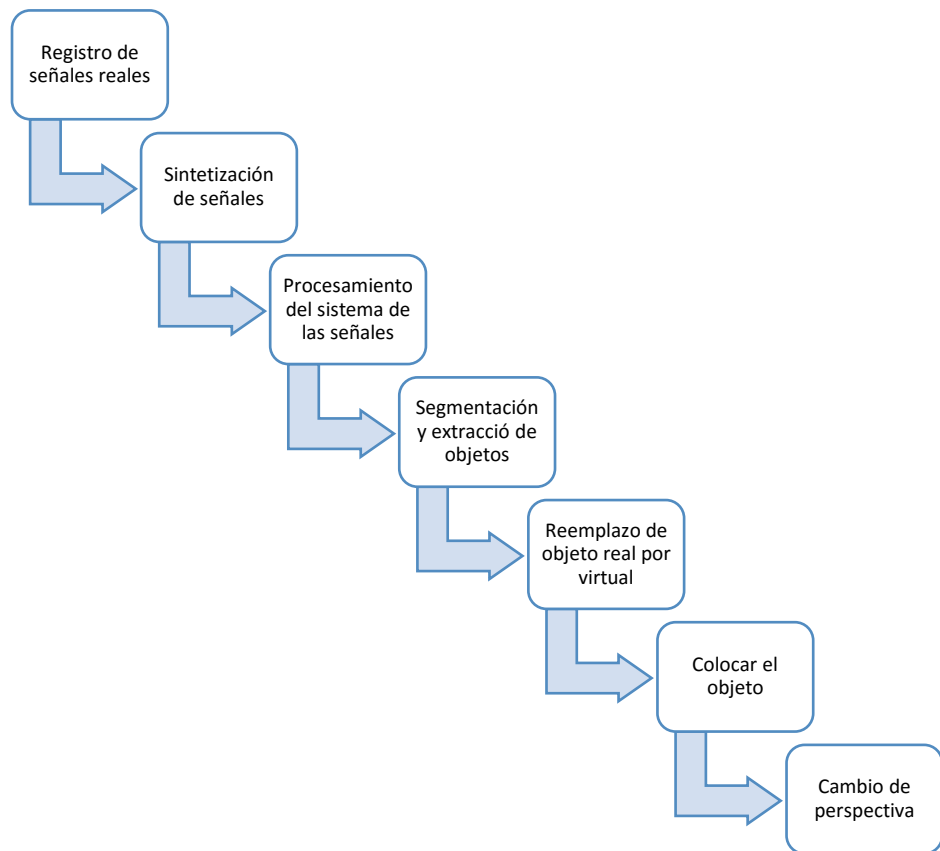 Registro de
señales reales
Sintetización
de señales
Procesamiento
del sistema de
las señales
Segmentación
y extracció de
objetos
Reemplazo de
objeto real por
virtual
Colocar el
objeto
Cambio de
perspectiva